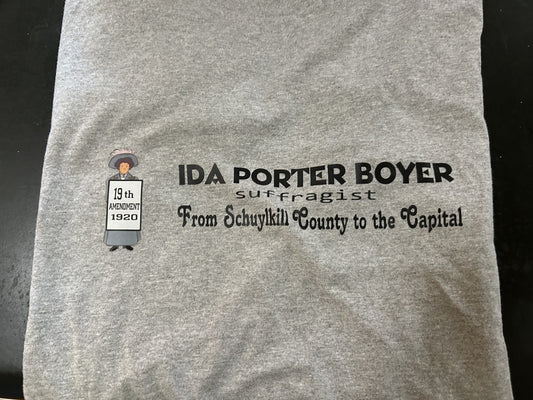 19th
AMENDMENT
1920
IDA PORTER BOYER
suffragist
From Schuylkill County to the Capital